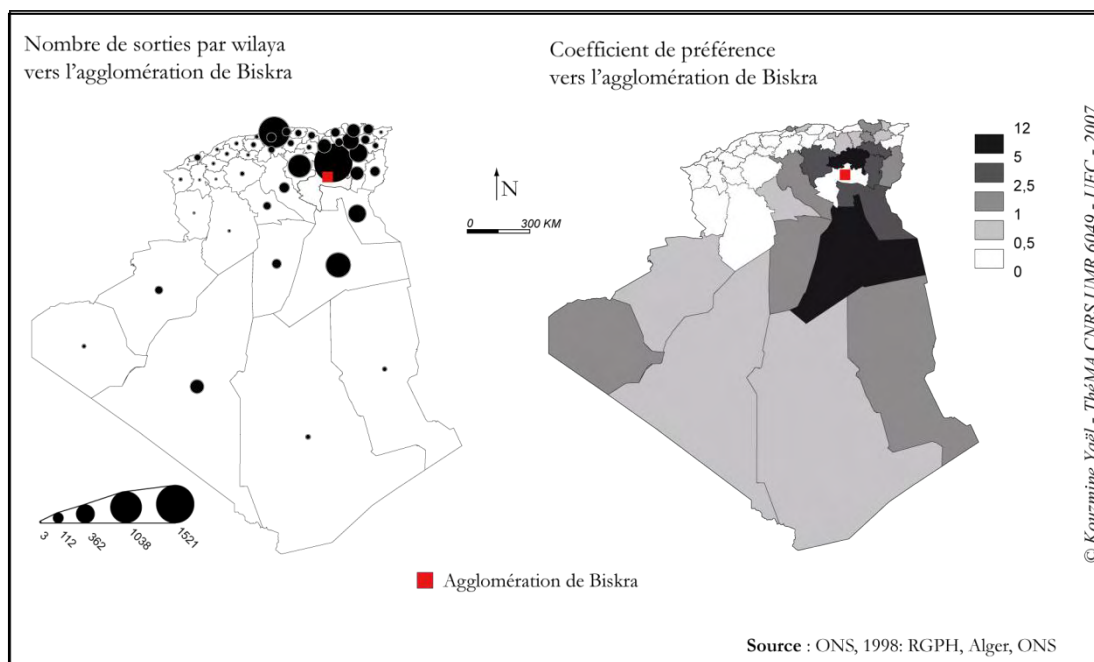 Nombre de sorties par wilaya
vers l'agglomération de Biskra
Coefficient de préférence
vers l'agglomération de Biskra
N
0
300 KM
12
5
2,5
1
0,5
0
3
112
362
1038
1521
Agglomération de Biskra
Source : ONS, 1998: RGPH, Alger, ONS
© Kouzmine Yaël - ThéMA CNRS UMR 6049 - UFC - 2007